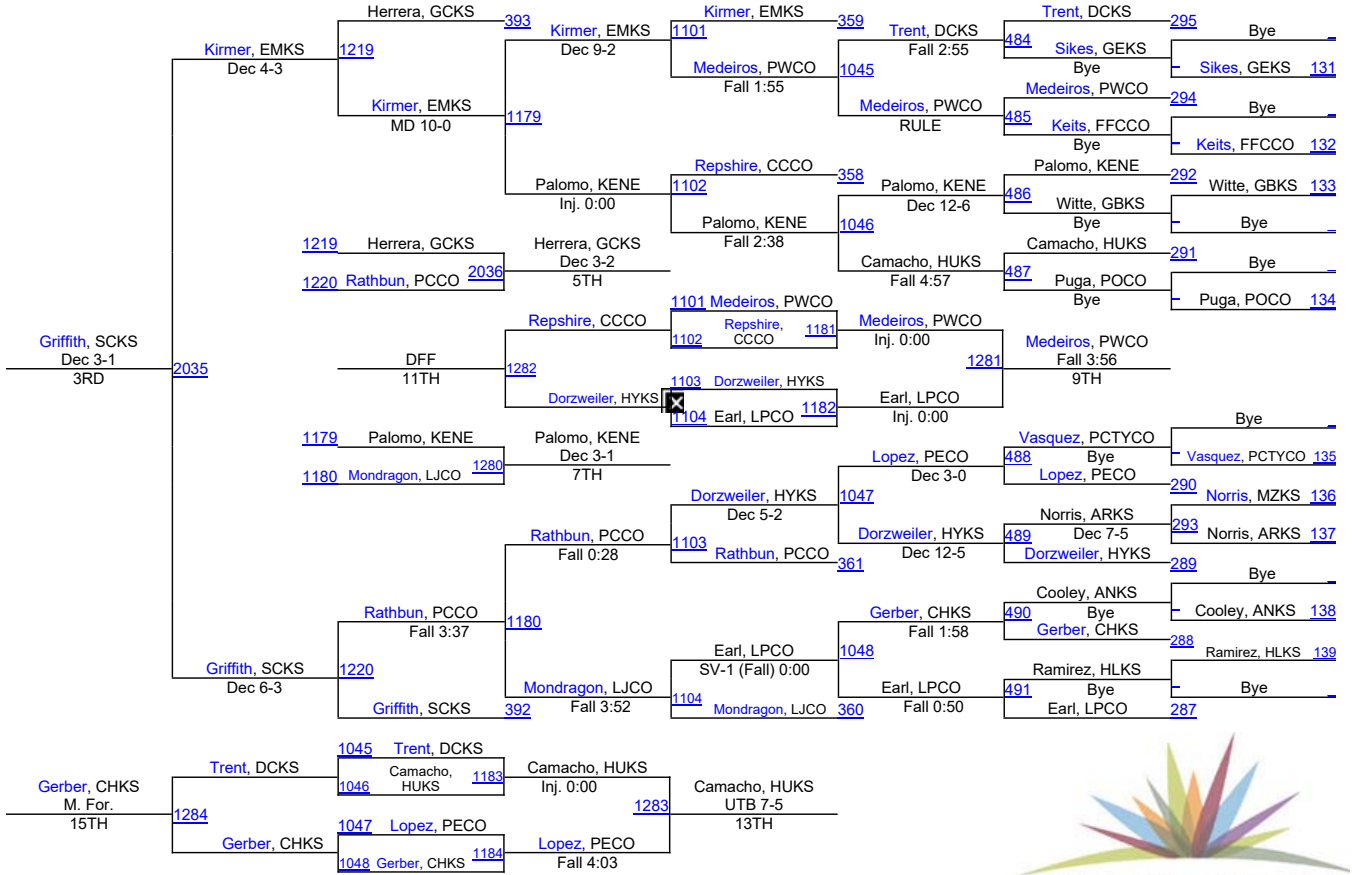 Herrera, GCKS 393
Kirmer, EMKS 359
Trent, DCKS 295
Kirmer, EMKS
Dec 4-3
1219
Kirmer, EMKS
Dec 9-2
1101
Trent, DCKS
Fall 2:55
484
Bye
Sikes, GEKS
Bye
Sikes, GEKS 131
Medeiros, PWCO
Fall 1:55
1045
Medeiros, PWCO 294
Bye
Kirmer, EMKS
MD 10-0
1179
Medeiros, PWCO
RULE
485
Keits, FFCCO
Bye
Keits, FFCCO 132
Repshire, CCCO 358
Palomo, KENE 292
Palomo, KENE
Inj. 0:00
1102
Palomo, KENE
Dec 12-6
486
Witte, GBKS 133
Witte, GBKS
Bye
Bye
Palomo, KENE
Fall 2:38
1046
Camacho, HUKS 291
1219 Herrera, GCKS
Herrera, GCKS
Dec 3-2
5TH
Camacho, HUKS
Fall 4:57
487
Bye
1220 Rathbun, PCCO 2036
Puga, POCO
Bye
Puga, POCO 134
1101 Medeiros, PWCO
Repshire, CCCO
Repshire,
CCCO
1102
1181
Medeiros, PWCO
Inj. 0:00
Griffith, SCKS
Dec 3-1
3RD
2035
DFF
11TH
1282
1281
Medeiros, PWCO
Fall 3:56
9TH
1103 Dorzweiler, HYKS
Dorzweiler, HYKS
1104 Earl, LPCO 1182
Earl, LPCO
Inj. 0:00
1179 Palomo, KENE
Palomo, KENE
Dec 3-1
7TH
1180 Mondragon, LJCO 1280
Bye
Vasquez, PCTYCO
Bye
Vasquez, PCTYCO 135
Lopez, PECO
Dec 3-0
488
Lopez, PECO 290
Dorzweiler, HYKS
Dec 5-2
1047
Norris, MZKS 136
Norris, ARKS
Dec 7-5
293
Norris, ARKS 137
Rathbun, PCCO
Fall 0:28
1103
Dorzweiler, HYKS
Dec 12-5
489
Dorzweiler, HYKS 289
Rathbun, PCCO 361
Bye
Cooley, ANKS
Bye
Cooley, ANKS 138
Rathbun, PCCO
Fall 3:37
1180
Gerber, CHKS
Fall 1:58
490
Gerber, CHKS 288
Earl, LPCO
SV-1 (Fall) 0:00
1048
Ramirez, HLKS 139
Griffith, SCKS
Dec 6-3
1220
Ramirez, HLKS
Bye
Bye
Mondragon, LJCO
Fall 3:52
1104
Earl, LPCO
Fall 0:50
491
Griffith, SCKS 392
Mondragon, LJCO 360
Earl, LPCO 287
1045 Trent, DCKS
Trent, DCKS
Camacho,
HUKS
1046
1183
Camacho, HUKS
Inj. 0:00
Gerber, CHKS
M. For.
15TH
1284
1283
Camacho, HUKS
UTB 7-5
13TH
1047 Lopez, PECO
Gerber, CHKS
1048 Gerber, CHKS 1184
Lopez, PECO
Fall 4:03